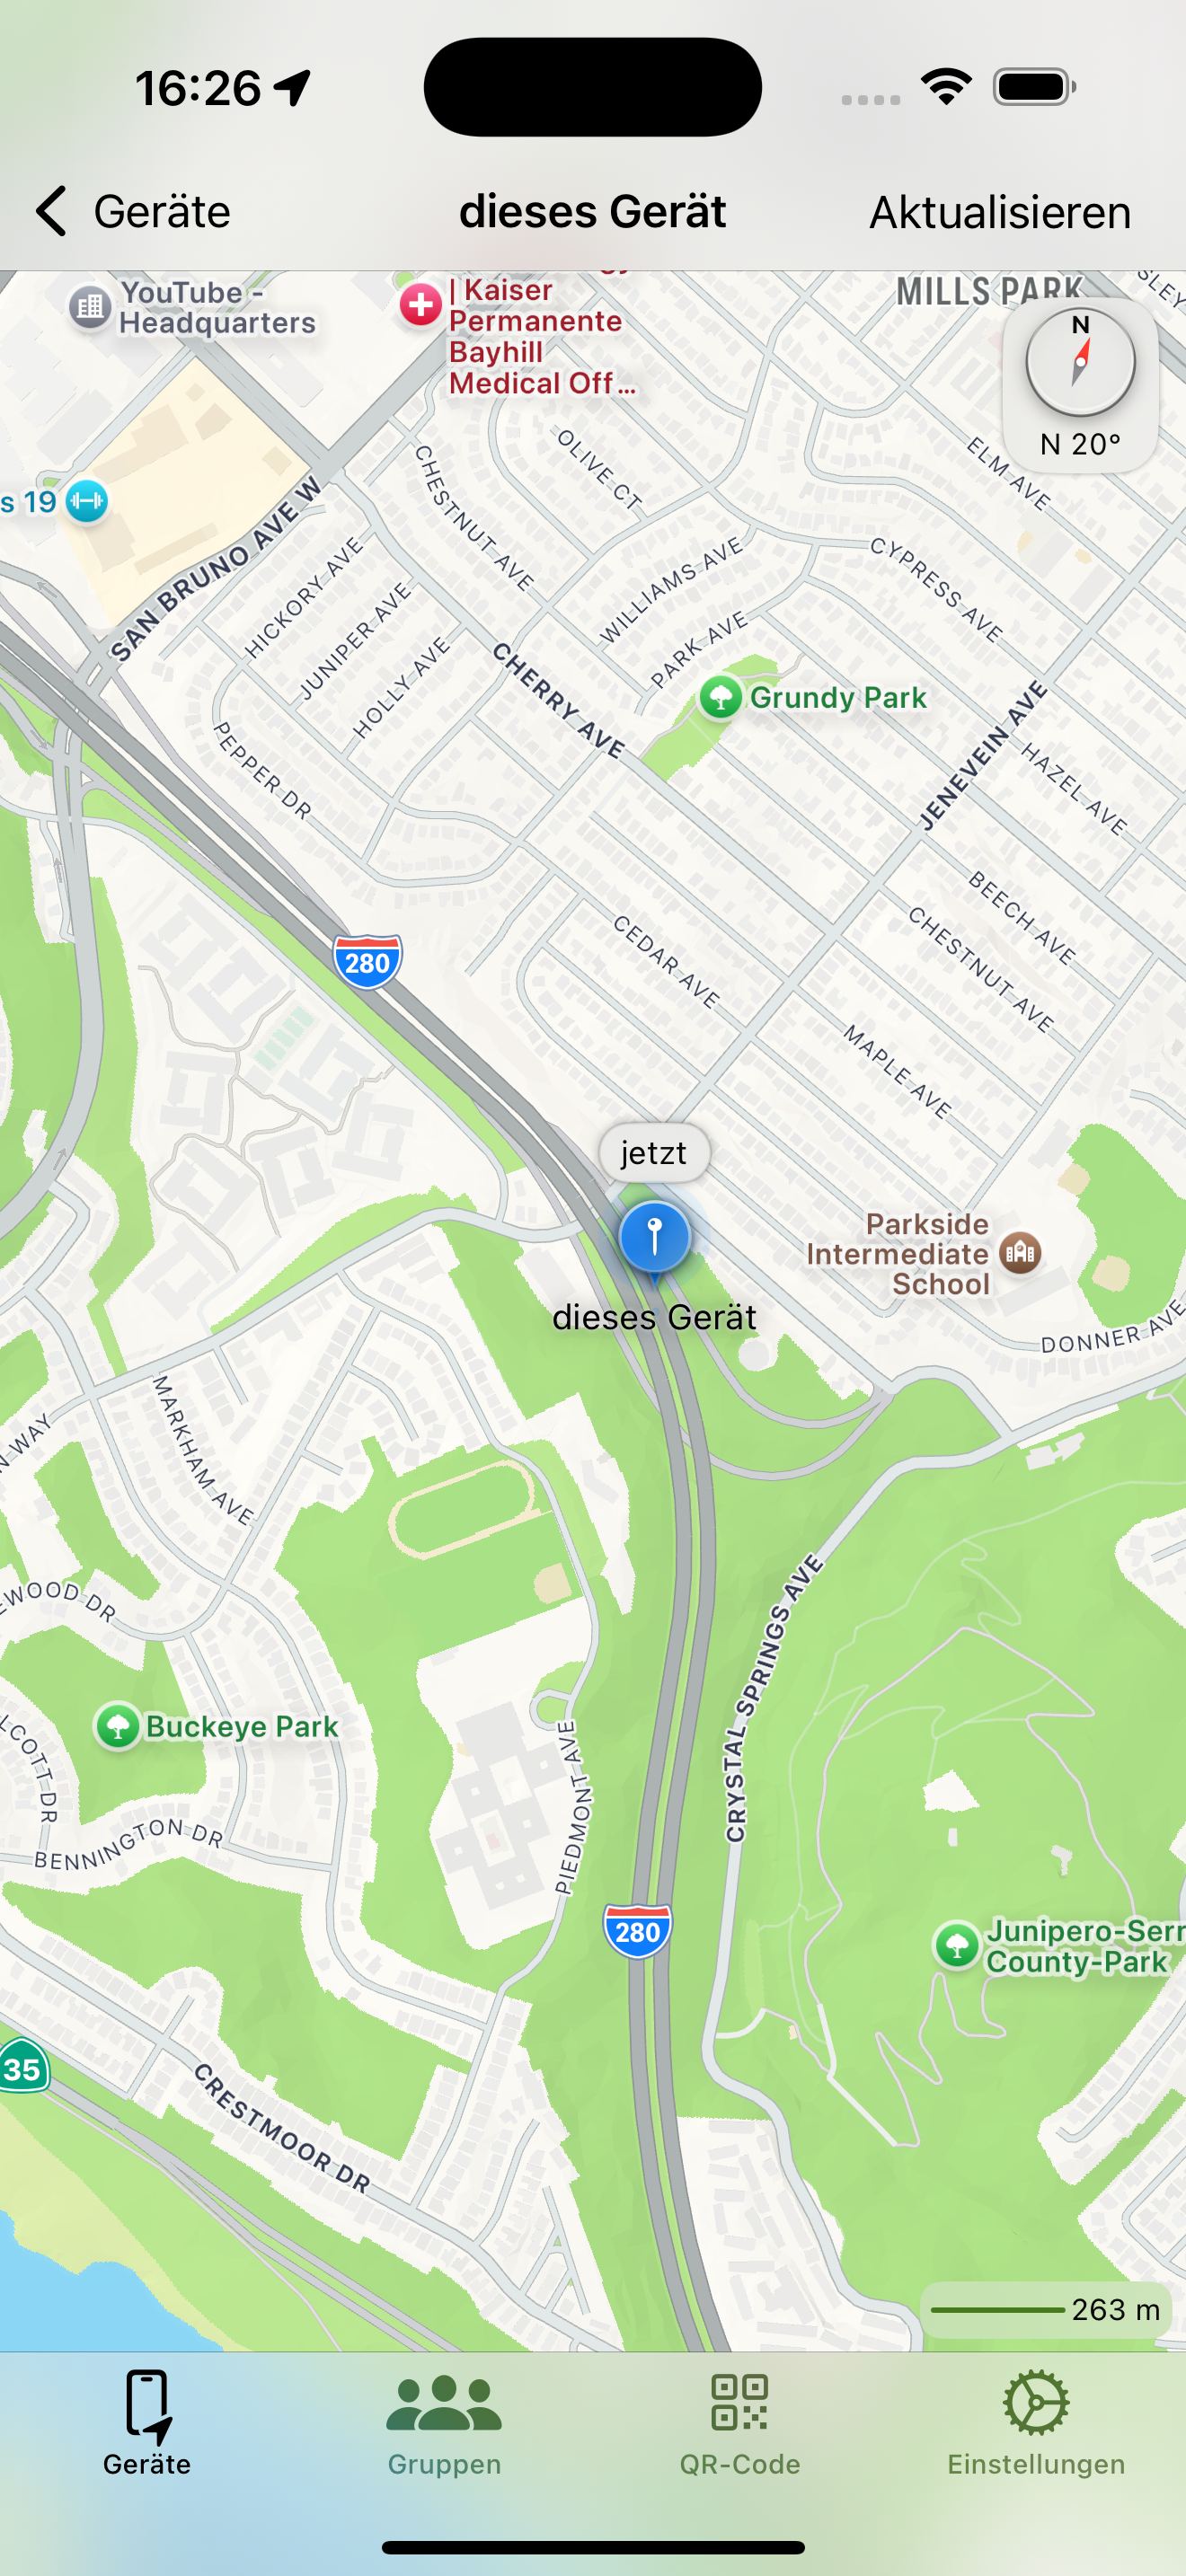 16:26
Geräte
dieses Gerät
Aktualisieren
YouTube -
Headquarters
| Kaiser
Permanente
Bayhill
Medical Off...
MILLS PARK
N
N 20°
s 19
SAN BRUNO AVE W
CHESTNUT AVE
OLIVE CT
ELM AVE
HICKORY AVE
JUNIPER AVE
HOLLY AVE
WILLIAMS AVE
PARK AVE
CYPRESS AVE
CHERRY AVE
Grundy Park
JENEVEIN AVE
HAZEL AVE
PEPPER DR
BEECH AVE
CHESTNUT AVE
CEDAR AVE
280
MAPLE AVE
jetzt
Parkside
Intermediate
School
dieses Gerät
DONNER AVE
MARKHAM AVE
N WAY
EWOOD DR
CRYSTAL SPRINGS AVE
Buckeye Park
LCOTT DR
BENNINGTON DR
PIEDMONT AVE
280
Junipero-Serr
County-Park
35
CRESTMOOR DR
263 m
Geräte
Gruppen
QR-Code
Einstellungen